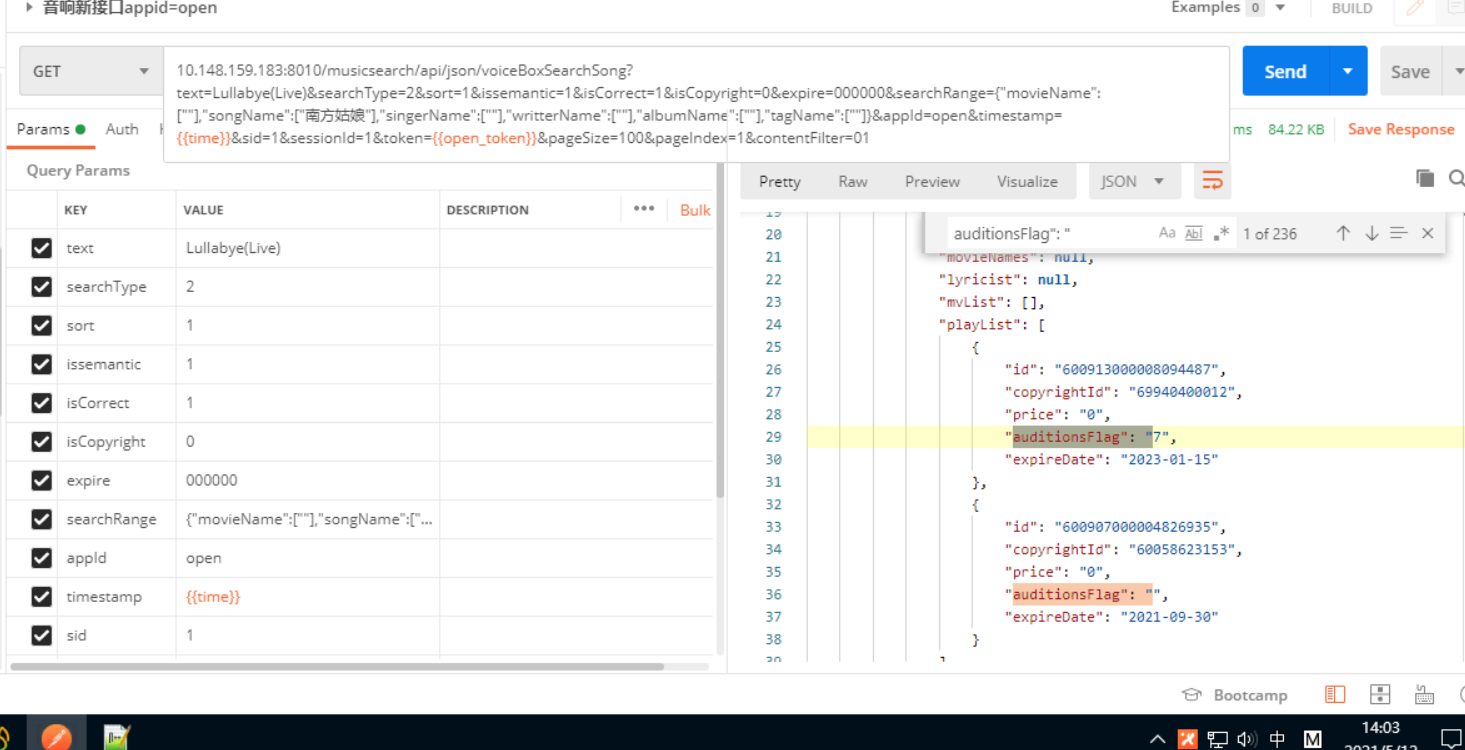 音响新接口appid=open
Examples 0
BUILD
GET
10.148.159.183:8010/musicsearch/api/json/voiceBoxSearchSong?
text=Lullabye(Live)&searchType=2&sort=1&issemantic=1&isCorrect=1&isCopyright=0&expire=000000&searchRange={"movieName":
[""],"songName":["南方姑娘"],"singerName":[""],"writterName":[""],"albumName":[""],"tagName":[""]}&appId=open&timestamp=
{{time}}&sid=1&sessionId=1&token={{open_token}}&pageSize=100&pageIndex=1&contentFilter=01
Send
Save
Params
Auth
ms 84.22 KB
Save Response
Query Params
Pretty
Raw
Preview
Visualize
JSON
KEY
VALUE
DESCRIPTION
•••
Bulk
text
Lullabye(Live)
searchType
2
sort
1
issemantic
1
isCorrect
1
isCopyright
0
expire
000000
searchRange
{"movieName":[""],"songName":["...
appId
open
timestamp
{{time}}
sid
1
auditionsFlag": "
Aa
Abl
.*
1 of 236
19
20
21 "movieNames": null,
22 "lyricist": null,
23 "mvList": [],
24 "playList": [
25 {
26 "id": "600913000008094487",
27 "copyrightId": "69940400012",
28 "price": "0",
29 "auditionsFlag": "7",
30 "expireDate": "2023-01-15"
31 },
32 {
33 "id": "600907000004826935",
34 "copyrightId": "60058623153",
35 "price": "0",
36 "auditionsFlag": "",
37 "expireDate": "2021-09-30"
38 }
39 ]
Bootcamp
中
M
14:03
2021/5/12